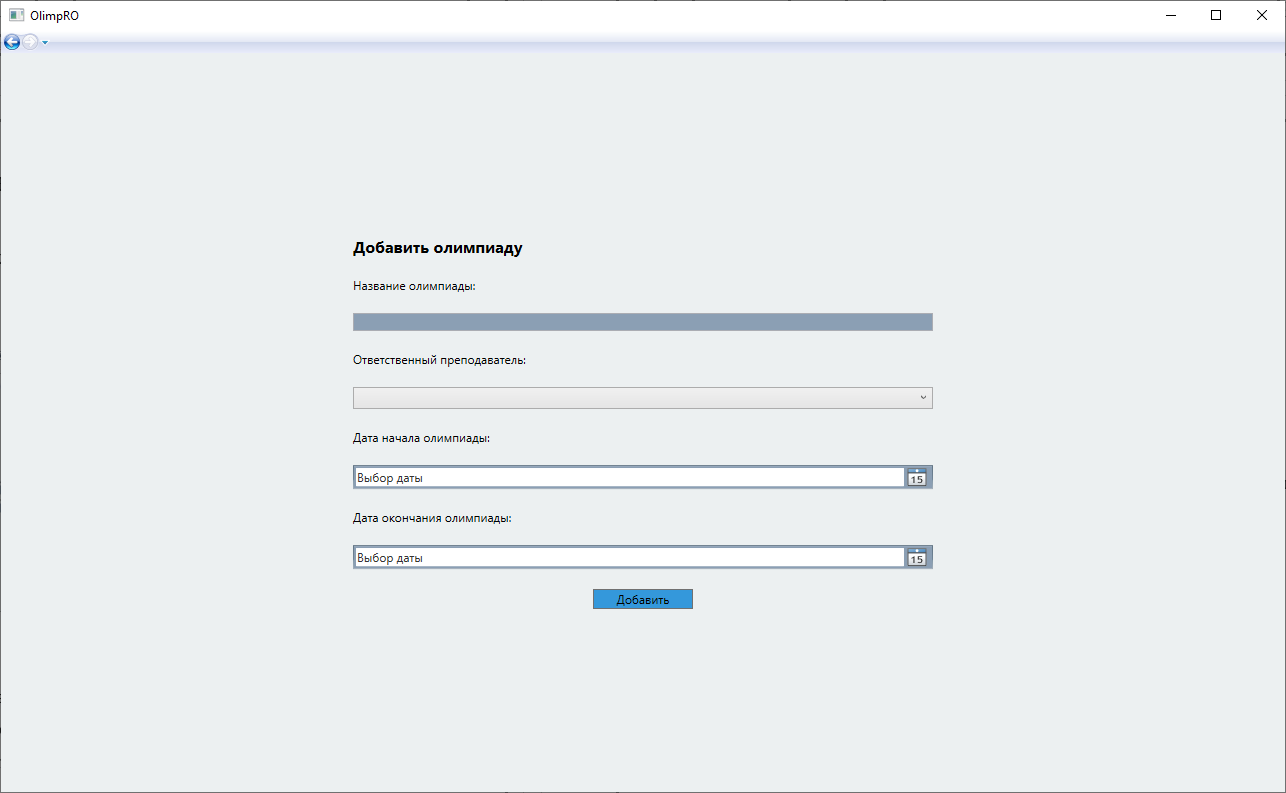 OlimpRO
Добавить олимпиаду
Название олимпиады:
Ответственный преподаватель:
Дата начала олимпиады:
Выбор даты
15
Дата окончания олимпиады:
Выбор даты
15
Добавить